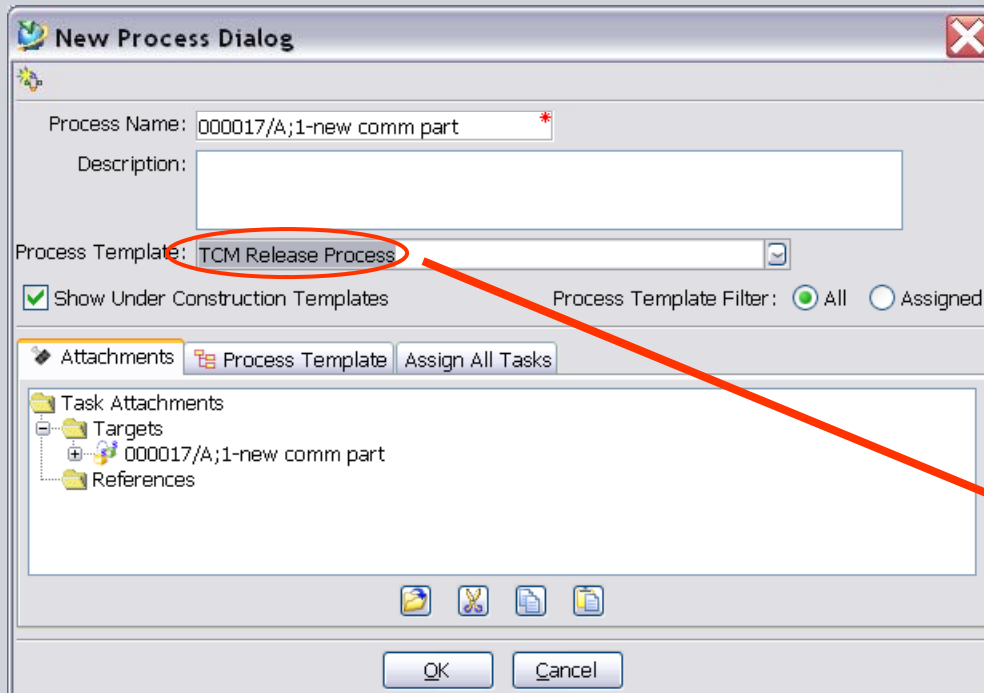 New Process Dialog
Process Name: 000017/A;1-new comm part *
Description:
Process Template: TCM Release Process
Show Under Construction Templates Process Template Filter: All Assigned
Attachments Process Template Assign All Tasks
Task Attachments
Targets
000017/A;1-new comm part
References
OK Cancel